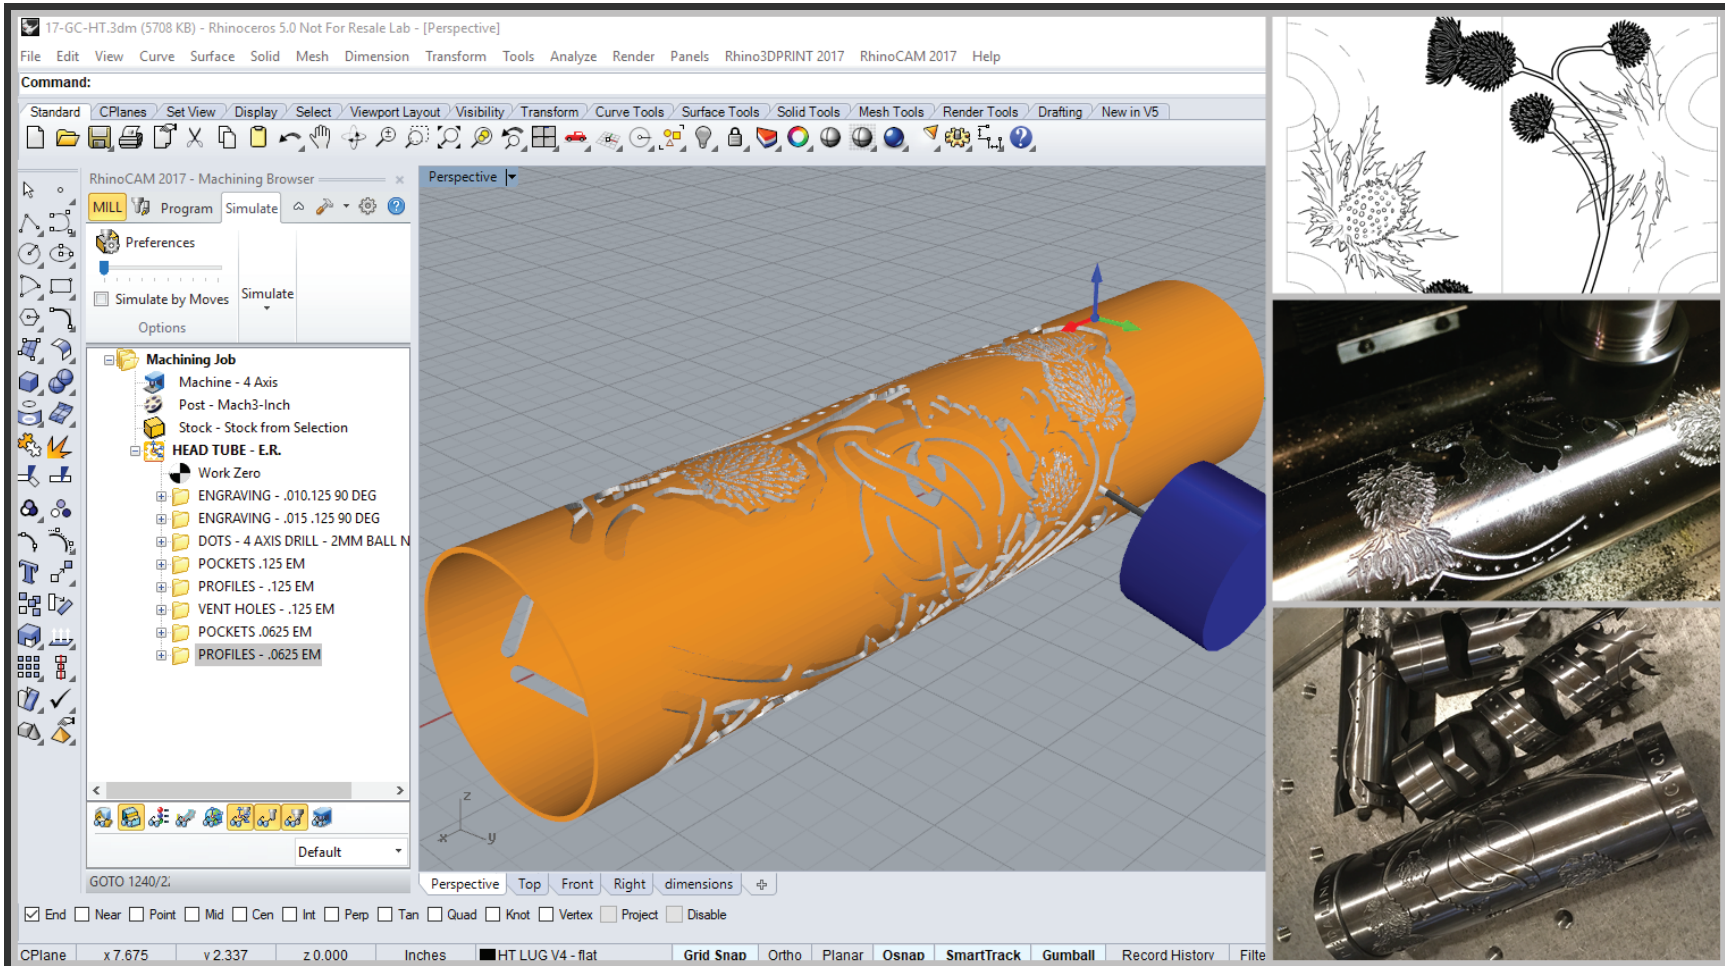 17-GC-HT.3dm (5708 KB) - Rhinoceros 5.0 Not For Resale Lab - [Perspective]
File Edit View Curve Surface Solid Mesh Dimension Transform Tools Analyze Render Panels Rhino3DPRINT 2017 RhinoCAM 2017 Help
Command:
Standard CPlanes Set View Display Select Viewport Layout Visibility Transform Curve Tools Surface Tools Solid Tools Mesh Tools Render Tools Drafting New in V5
RhinoCAM 2017 - Machining Browser
MILL Program Simulate
Preferences
Simulate by Moves
Simulate
Options
Machining Job
Machine - 4 Axis
Post - Mach3-Inch
Stock - Stock from Selection
HEAD TUBE - E.R.
Work Zero
ENGRAVING - .010.125 90 DEG
ENGRAVING - .015 .125 90 DEG
DOTS - 4 AXIS DRILL - 2MM BALL N
POCKETS .125 EM
PROFILES - .125 EM
VENT HOLES - .125 EM
POCKETS .0625 EM
PROFILES - .0625 EM
Default
GOTO 1240/2
Perspective
z
x y
Perspective Top Front Right dimensions
End Near Point Mid Cen Int Perp Tan Quad Knot Vertex Project Disable
CPlane x 7.675 y 2.337 z 0.000 Inches HT LUG V4 - flat Grid Snap Ortho Planar Osnap SmartTrack Gumball Record History Filte